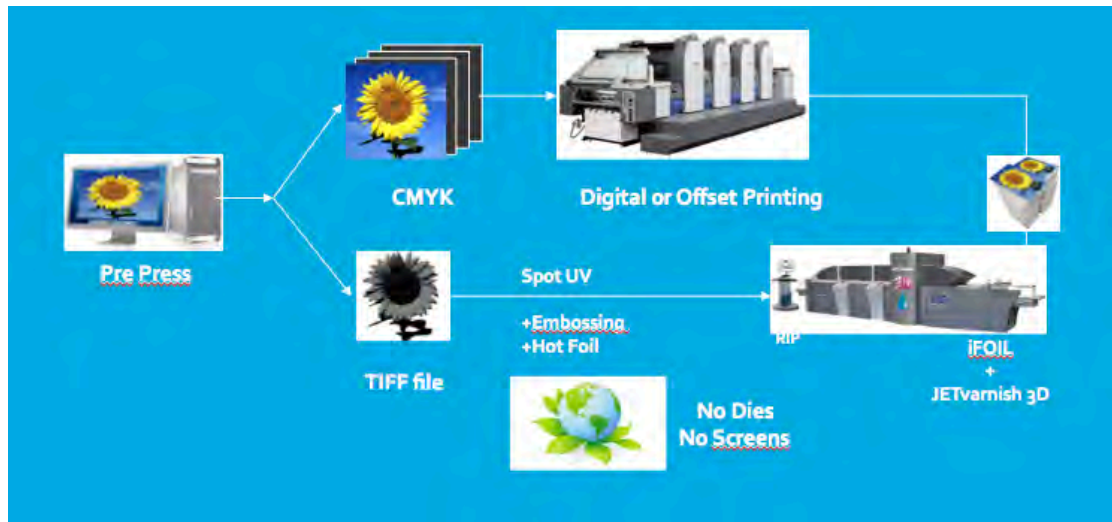 CMYK
Digital or Offset Printing
Pre Press
Spot UV
+Embossing
+Hot Foil
RIP
iFOIL
+
JETvarnish 3D
TIFF file
No Dies
No Screens